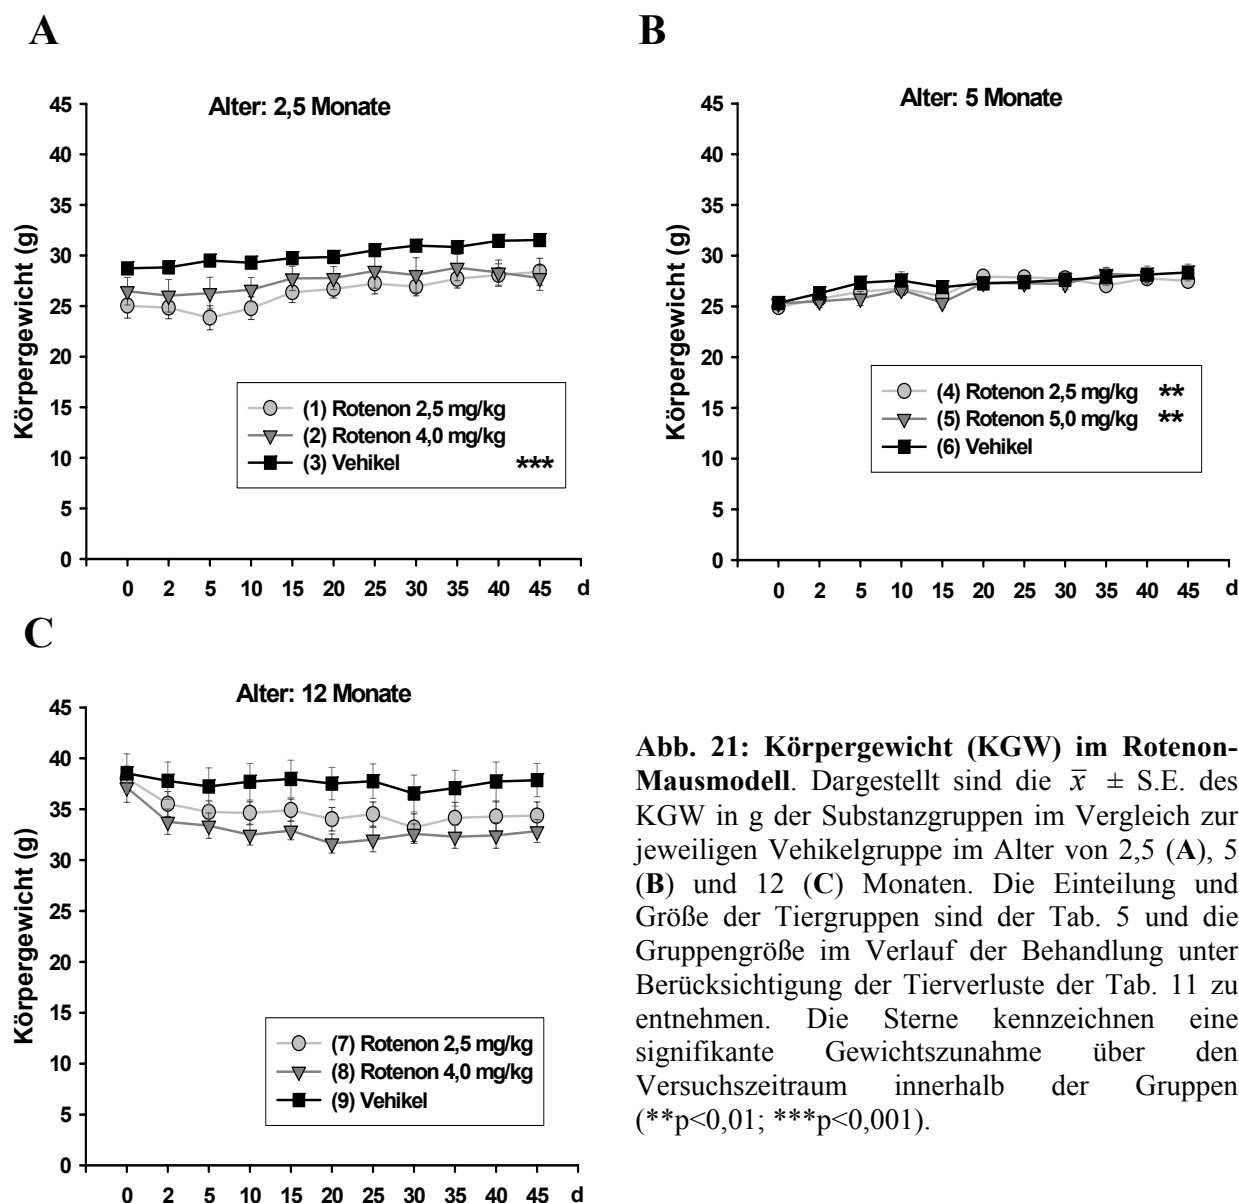 A
Alter: 2,5 Monate
Körpergewicht (g)
45
40
35
30
25
20
15
10
5
0
(1) Rotenon 2,5 mg/kg
(2) Rotenon 4,0 mg/kg
(3) Vehikel ***
0 2 5 10 15 20 25 30 35 40 45 d
B
Alter: 5 Monate
Körpergewicht (g)
45
40
35
30
25
20
15
10
5
0
(4) Rotenon 2,5 mg/kg **
(5) Rotenon 5,0 mg/kg **
(6) Vehikel
0 2 5 10 15 20 25 30 35 40 45 d
C
Alter: 12 Monate
Körpergewicht (g)
45
40
35
30
25
20
15
10
5
0
(7) Rotenon 2,5 mg/kg
(8) Rotenon 4,0 mg/kg
(9) Vehikel
0 2 5 10 15 20 25 30 35 40 45 d
Abb. 21: Körpergewicht (KGW) im Rotenon-
Mausmodell. Dargestellt sind die x̅ ± S.E. des
KGW in g der Substanzgruppen im Vergleich zur
jeweiligen Vehikelgruppe im Alter von 2,5 (A), 5
(B) und 12 (C) Monaten. Die Einteilung und
Größe der Tiergruppen sind der Tab. 5 und die
Gruppengröße im Verlauf der Behandlung unter
Berücksichtigung der Tierverluste der Tab. 11 zu
entnehmen. Die Sterne kennzeichnen eine
signifikante Gewichtszunahme über den
Versuchszeitraum innerhalb der Gruppen
(**p<0,01; ***p<0,001).